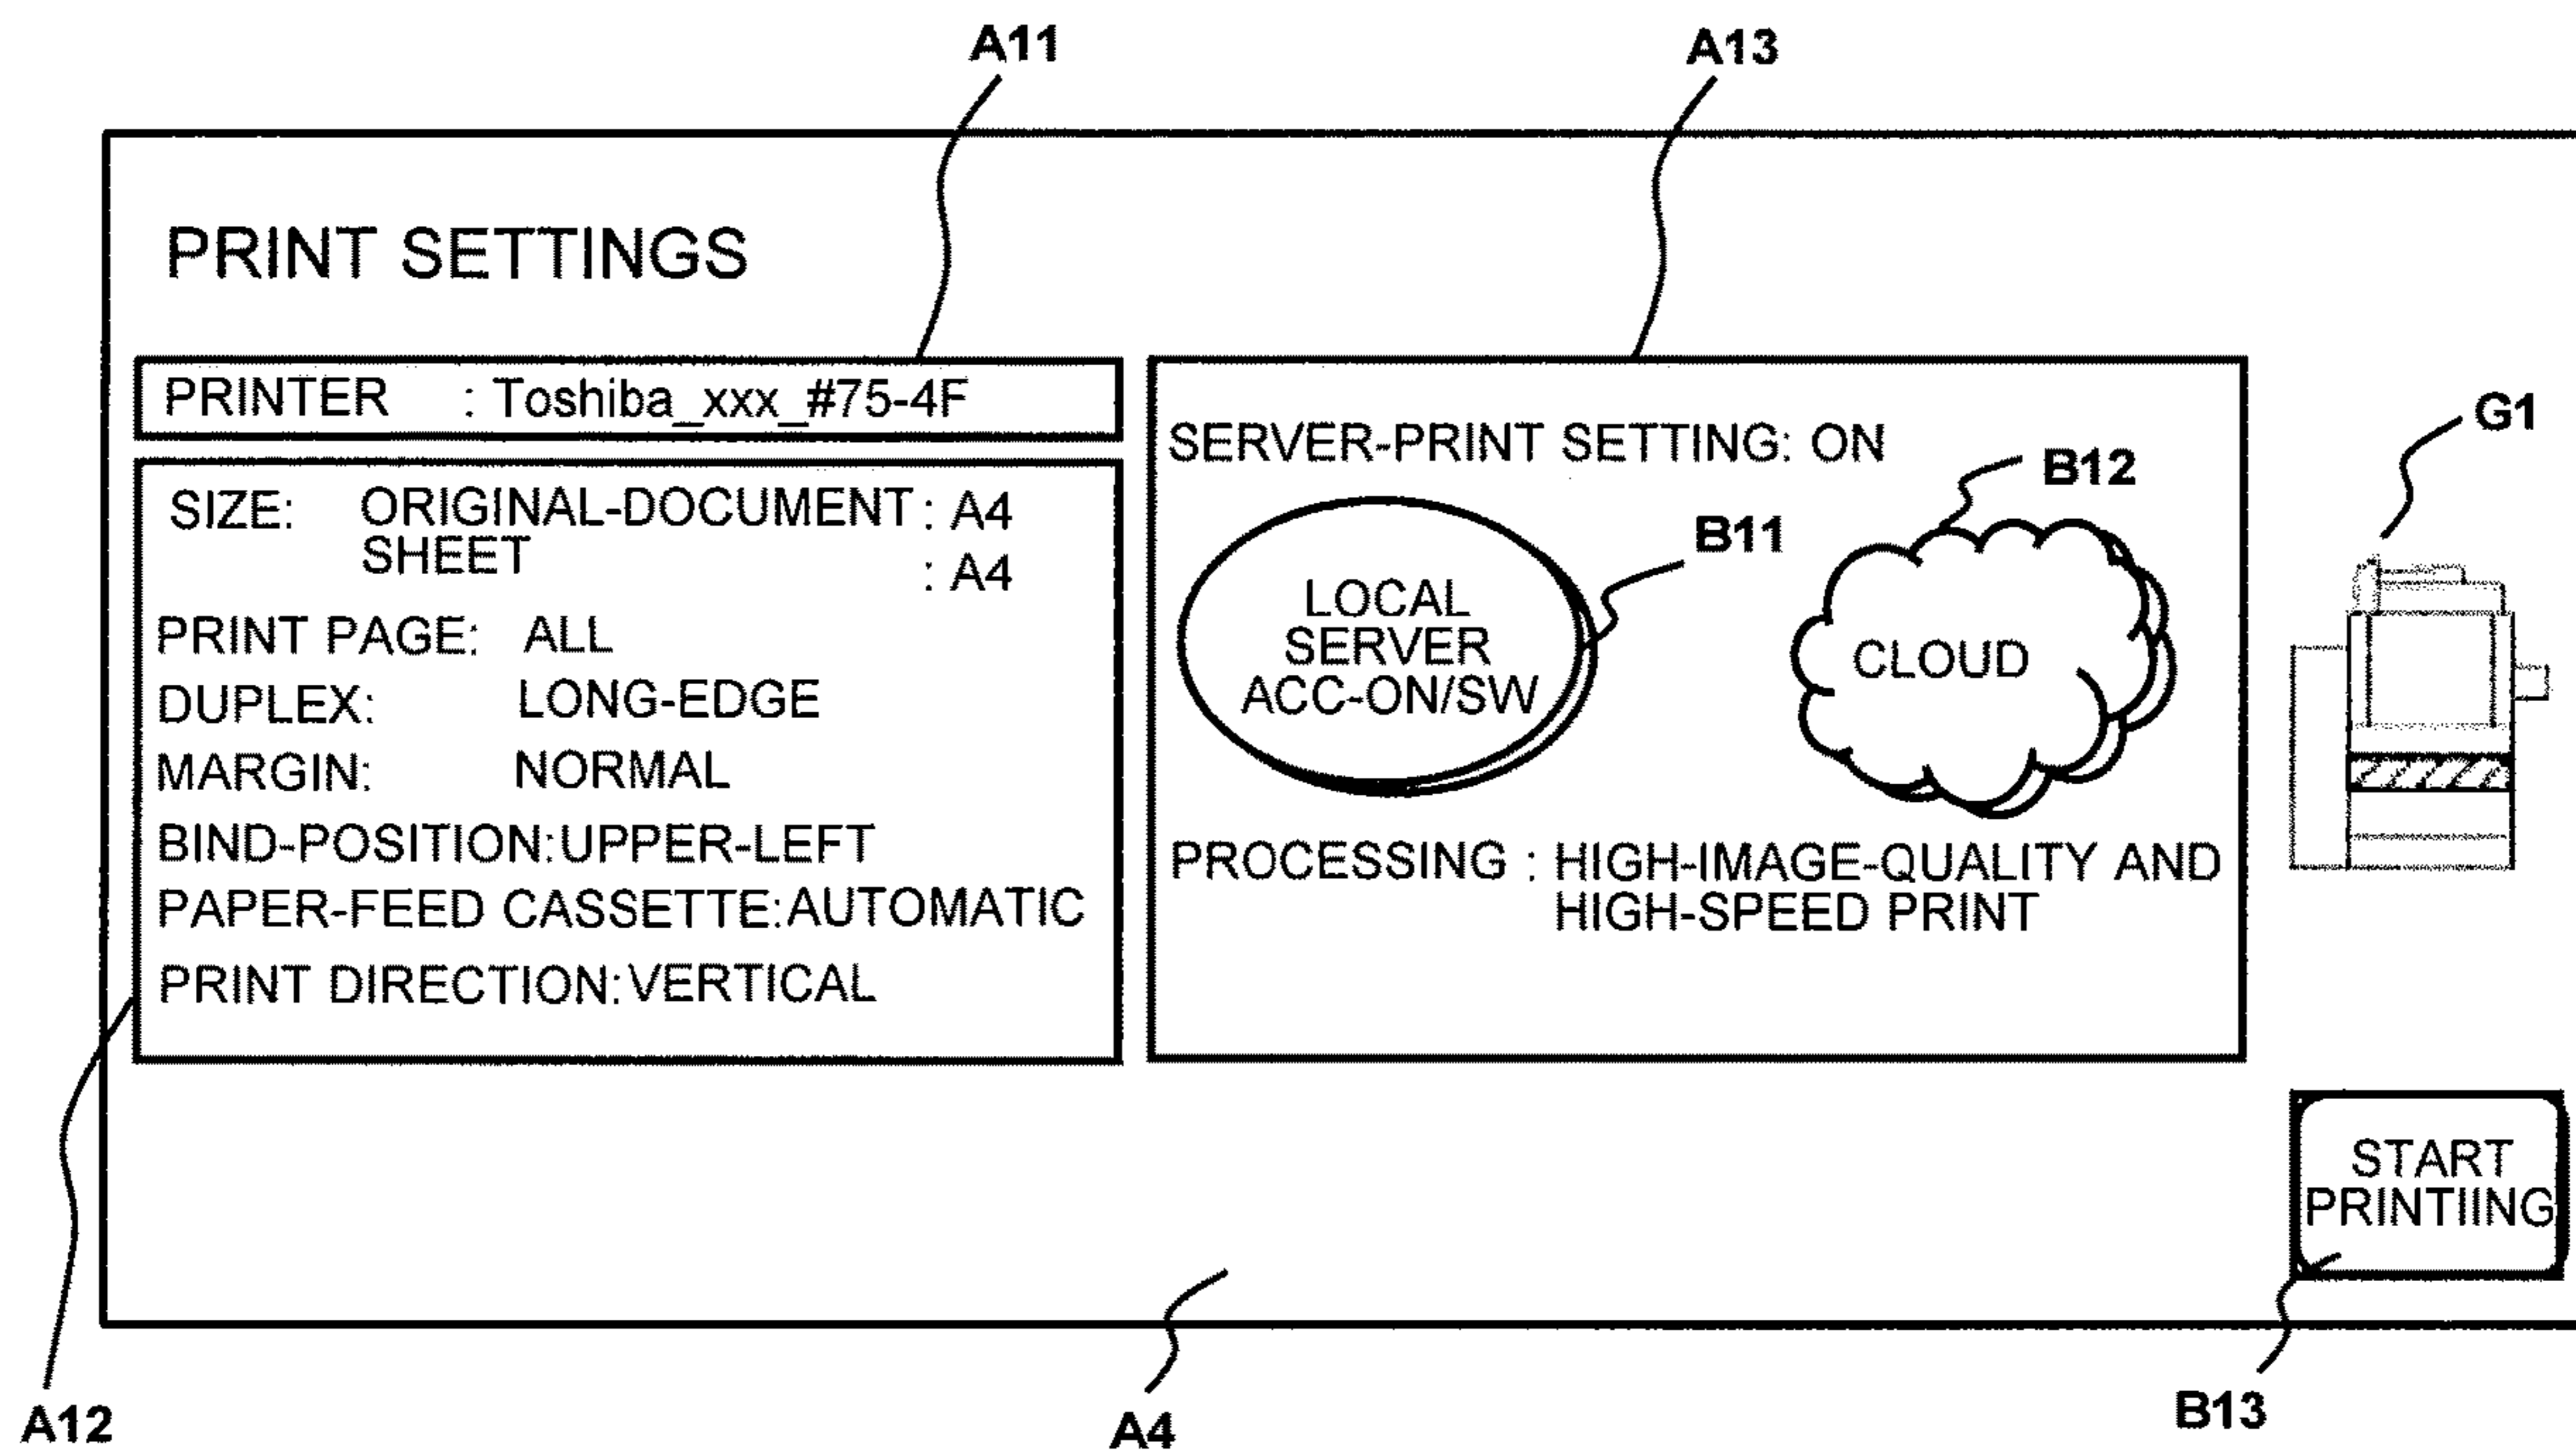 A11
A13
PRINT SETTINGS
PRINTER : Toshiba_xxx_#75-4F
SIZE: ORIGINAL-DOCUMENT : A4
SHEET : A4
PRINT PAGE: ALL
DUPLEX: LONG-EDGE
MARGIN: NORMAL
BIND-POSITION:UPPER-LEFT
PAPER-FEED CASSETTE:AUTOMATIC
PRINT DIRECTION:VERTICAL
SERVER-PRINT SETTING: ON
B12
B11
LOCAL
SERVER
ACC-ON/SW
CLOUD
PROCESSING : HIGH-IMAGE-QUALITY AND
HIGH-SPEED PRINT
G1
START
PRINTIING
A12
A4
B13